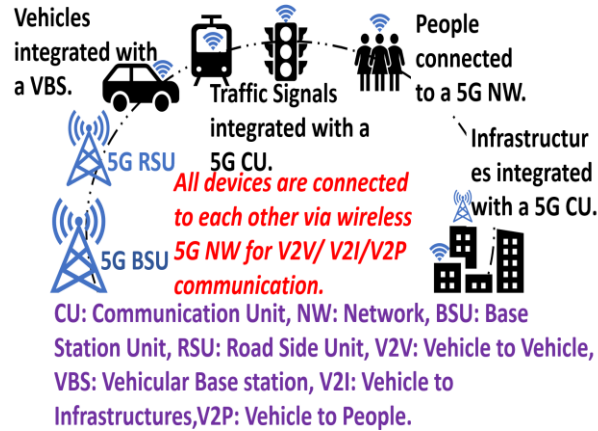 Vehicles
integrated with
a VBS.
Traffic Signals
integrated with a
5G CU.
People
connected
to a 5G NW.
Infrastructur
es integrated
with a 5G CU.
5G RSU
5G BSU
All devices are connected
to each other via wireless
5G NW for V2V/ V2I/V2P
communication.
CU: Communication Unit, NW: Network, BSU: Base
Station Unit, RSU: Road Side Unit, V2V: Vehicle to Vehicle,
VBS: Vehicular Base station, V2I: Vehicle to
Infrastructures,V2P: Vehicle to People.